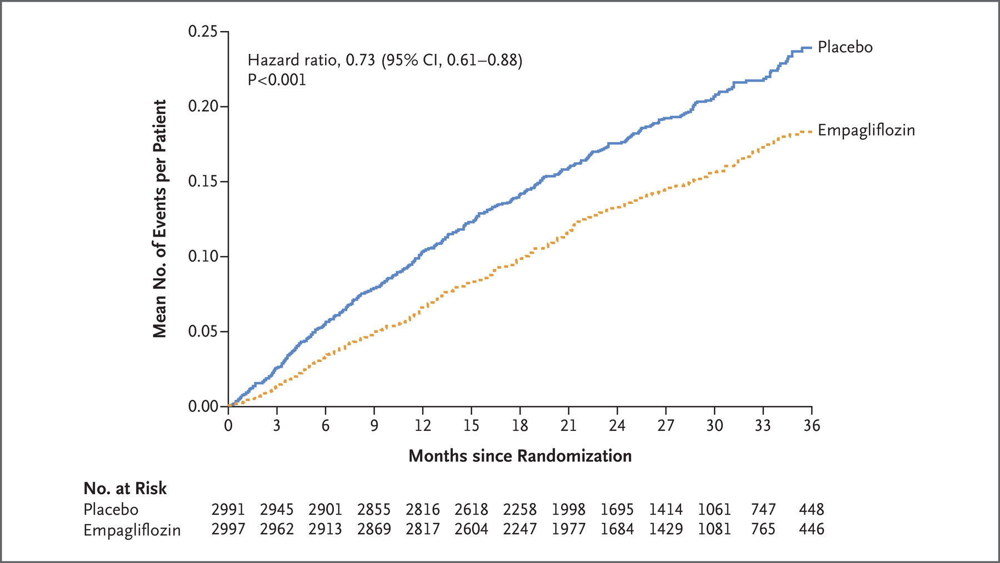 0.25
0.20
0.15
0.10
0.05
0.00
Mean No. of Events per Patient
Hazard ratio, 0.73 (95% CI, 0.61–0.88)
P<0.001
Placebo
Empagliflozin
0 3 6 9 12 15 18 21 24 27 30 33 36
Months since Randomization
No. at Risk
Placebo 2991 2945 2901 2855 2816 2618 2258 1998 1695 1414 1061 747 448
Empagliflozin 2997 2962 2913 2869 2817 2604 2247 1977 1684 1429 1081 765 446